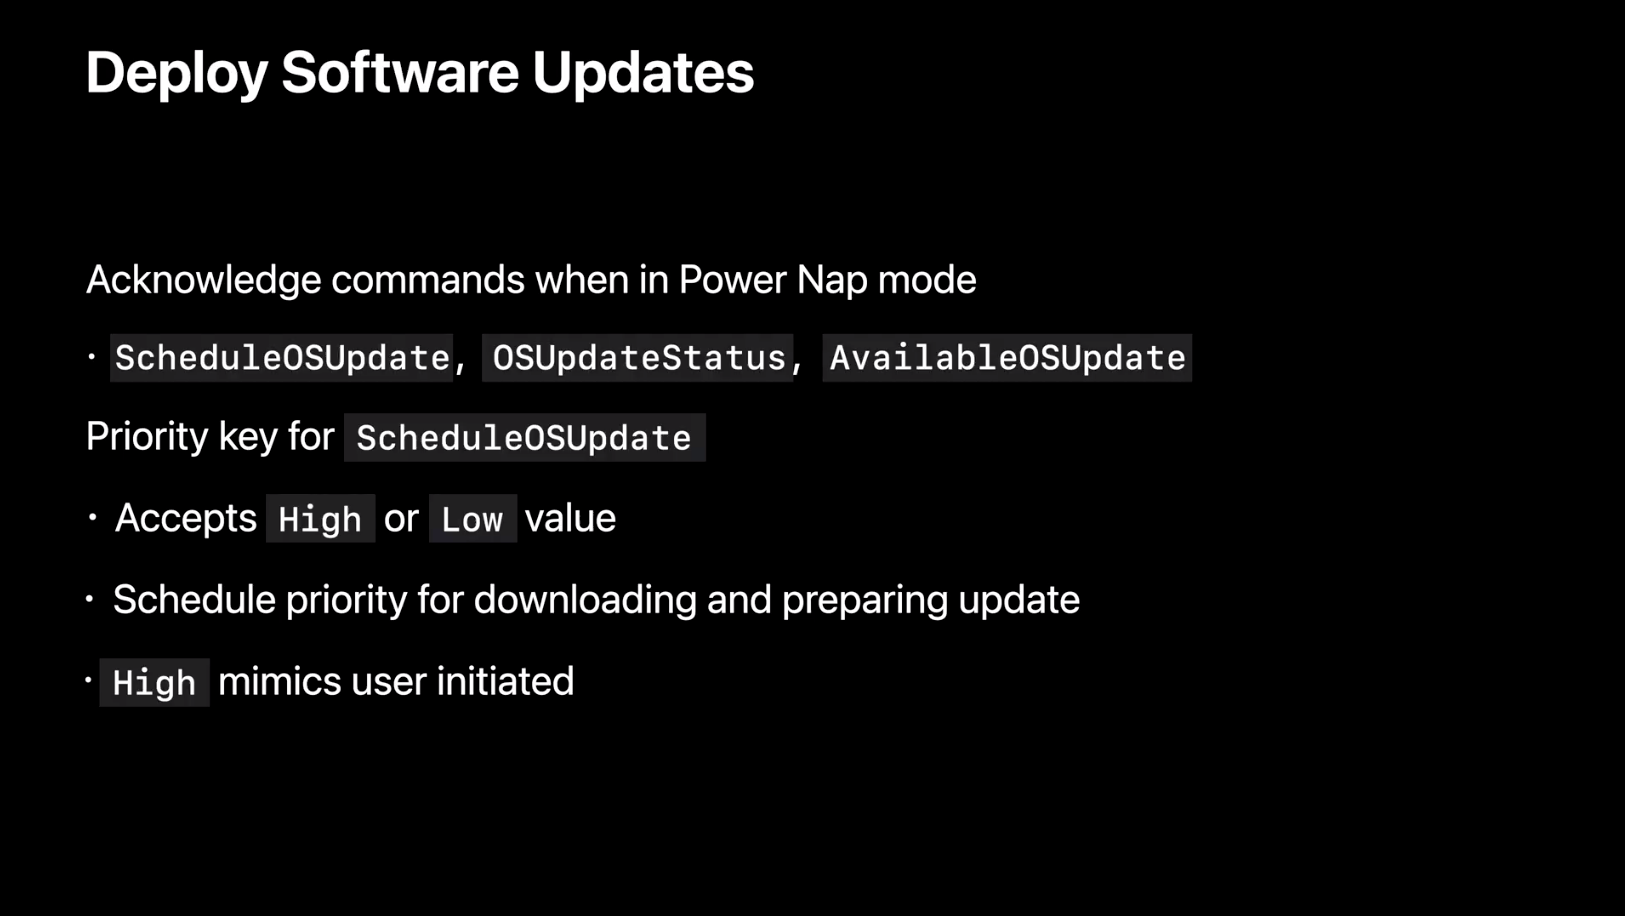 Deploy Software Updates
Acknowledge commands when in Power Nap mode
· ScheduleOSUpdate, OSUpdateStatus, AvailableOSUpdate
Priority key for ScheduleOSUpdate
· Accepts High or Low value
· Schedule priority for downloading and preparing update
· High mimics user initiated